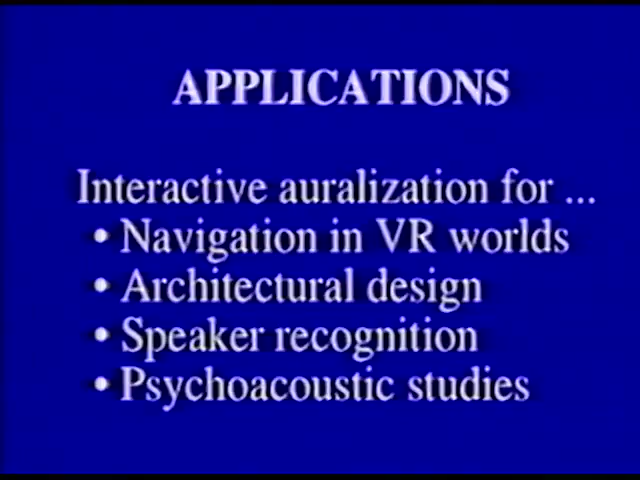 APPLICATIONS
Interactive auralization for ...
• Navigation in VR worlds
• Architectural design
• Speaker recognition
• Psychoacoustic studies